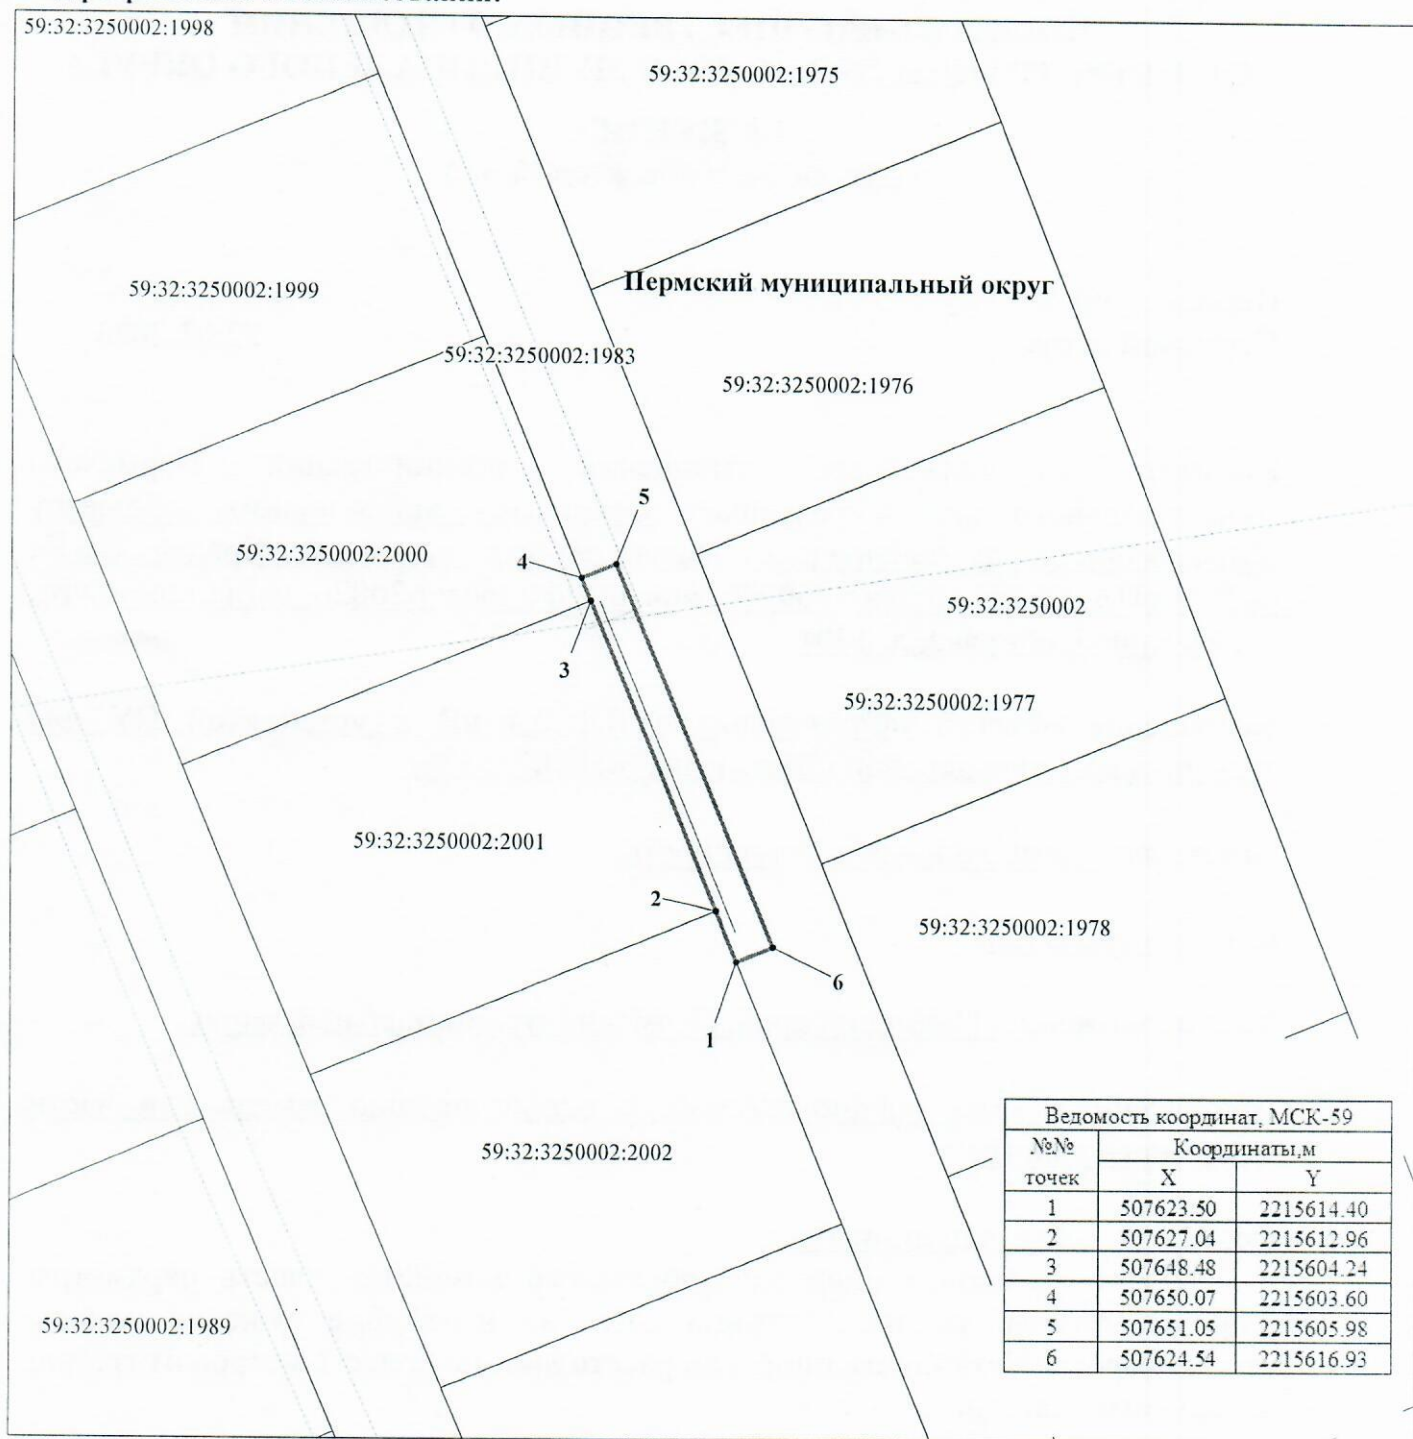 59:32:3250002:1998
59:32:3250002:1975
59:32:3250002:1999
Пермский муниципальный округ
59:32:3250002:1983
59:32:3250002:1976
5
4
59:32:3250002:2000
59:32:3250002
3
59:32:3250002:1977
59:32:3250002:2001
2
59:32:3250002:1978
6
1
59:32:3250002:2002
59:32:3250002:1989
Ведомость координат, МСК-59
№№ точек Координаты,м
X Y
1 507623.50 2215614.40
2 507627.04 2215612.96
3 507648.48 2215604.24
4 507650.07 2215603.60
5 507651.05 2215605.98
6 507624.54 2215616.93